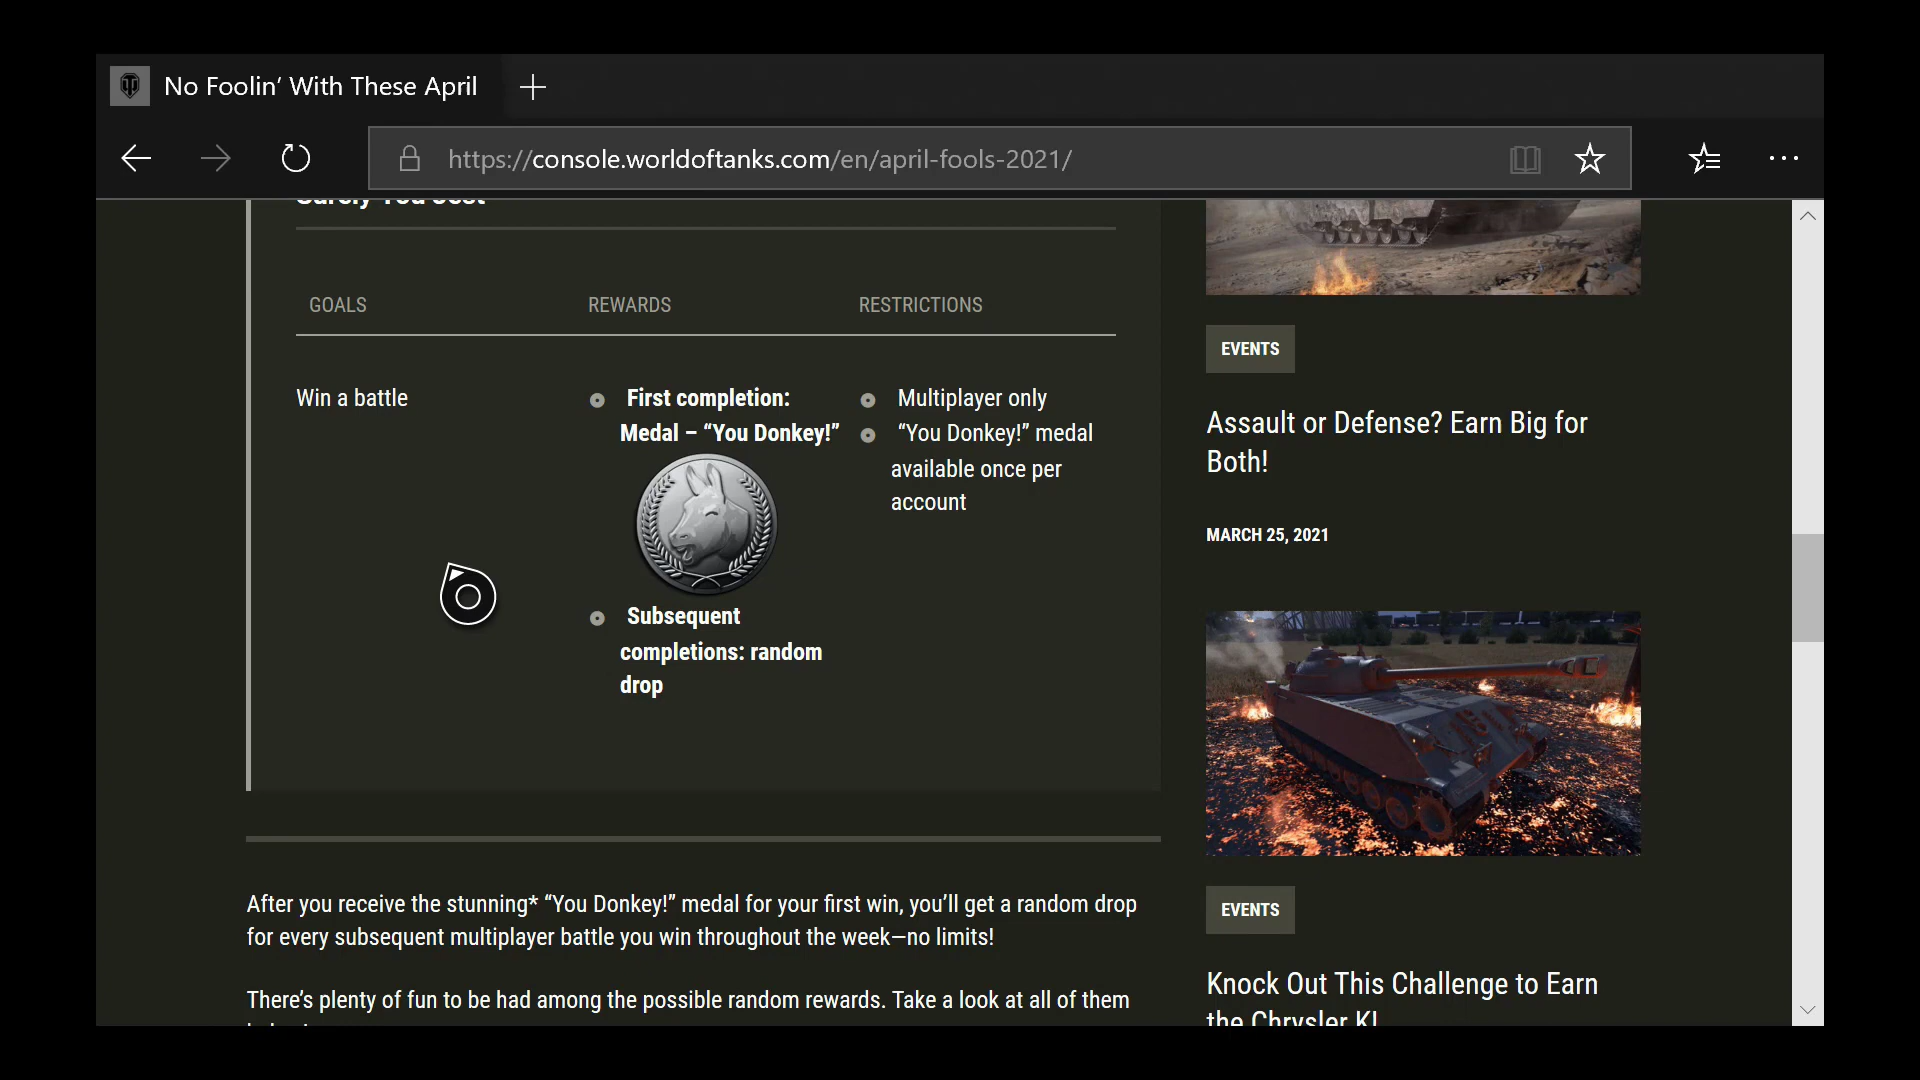 No Foolin’ With These April
https://console.worldoftanks.com/en/april-fools-2021/
Surely You Jest
GOALS
REWARDS
RESTRICTIONS
Win a battle
First completion:
Medal – “You Donkey!”
Subsequent
completions: random
drop
Multiplayer only
“You Donkey!” medal
available once per
account
After you receive the stunning* “You Donkey!” medal for your first win, you’ll get a random drop
for every subsequent multiplayer battle you win throughout the week—no limits!
There’s plenty of fun to be had among the possible random rewards. Take a look at all of them
EVENTS
Assault or Defense? Earn Big for
Both!
MARCH 25, 2021
EVENTS
Knock Out This Challenge to Earn
the Chrysler K!